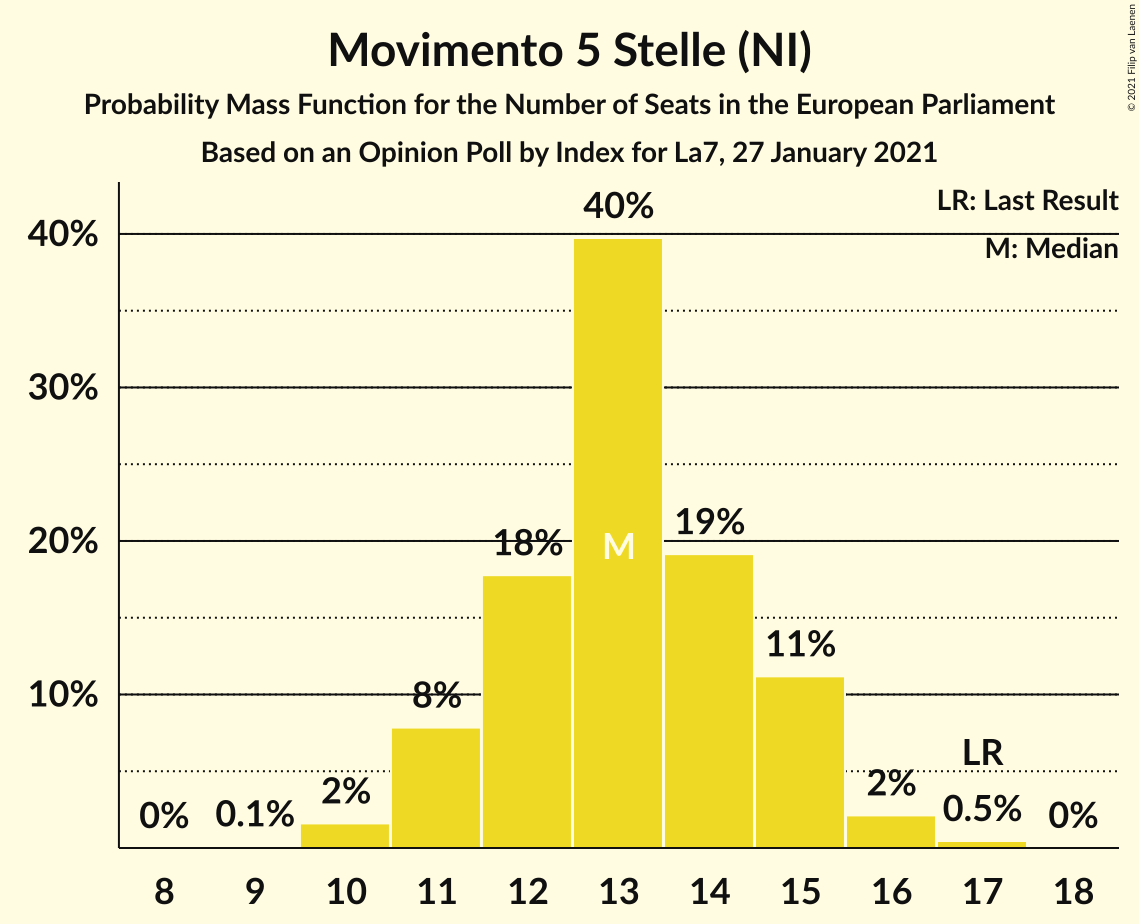 Movimento 5 Stelle (NI)
Probability Mass Function for the Number of Seats in the European Parliament
Based on an Opinion Poll by Index for La7, 27 January 2021
© 2021 Filip van Laenen
LR: Last Result
M: Median
40%
30%
20%
10%
0%
0.1%
2%
8%
18%
40%
M
19%
11%
2%
LR
0.5%
0%
8 9 10 11 12 13 14 15 16 17 18